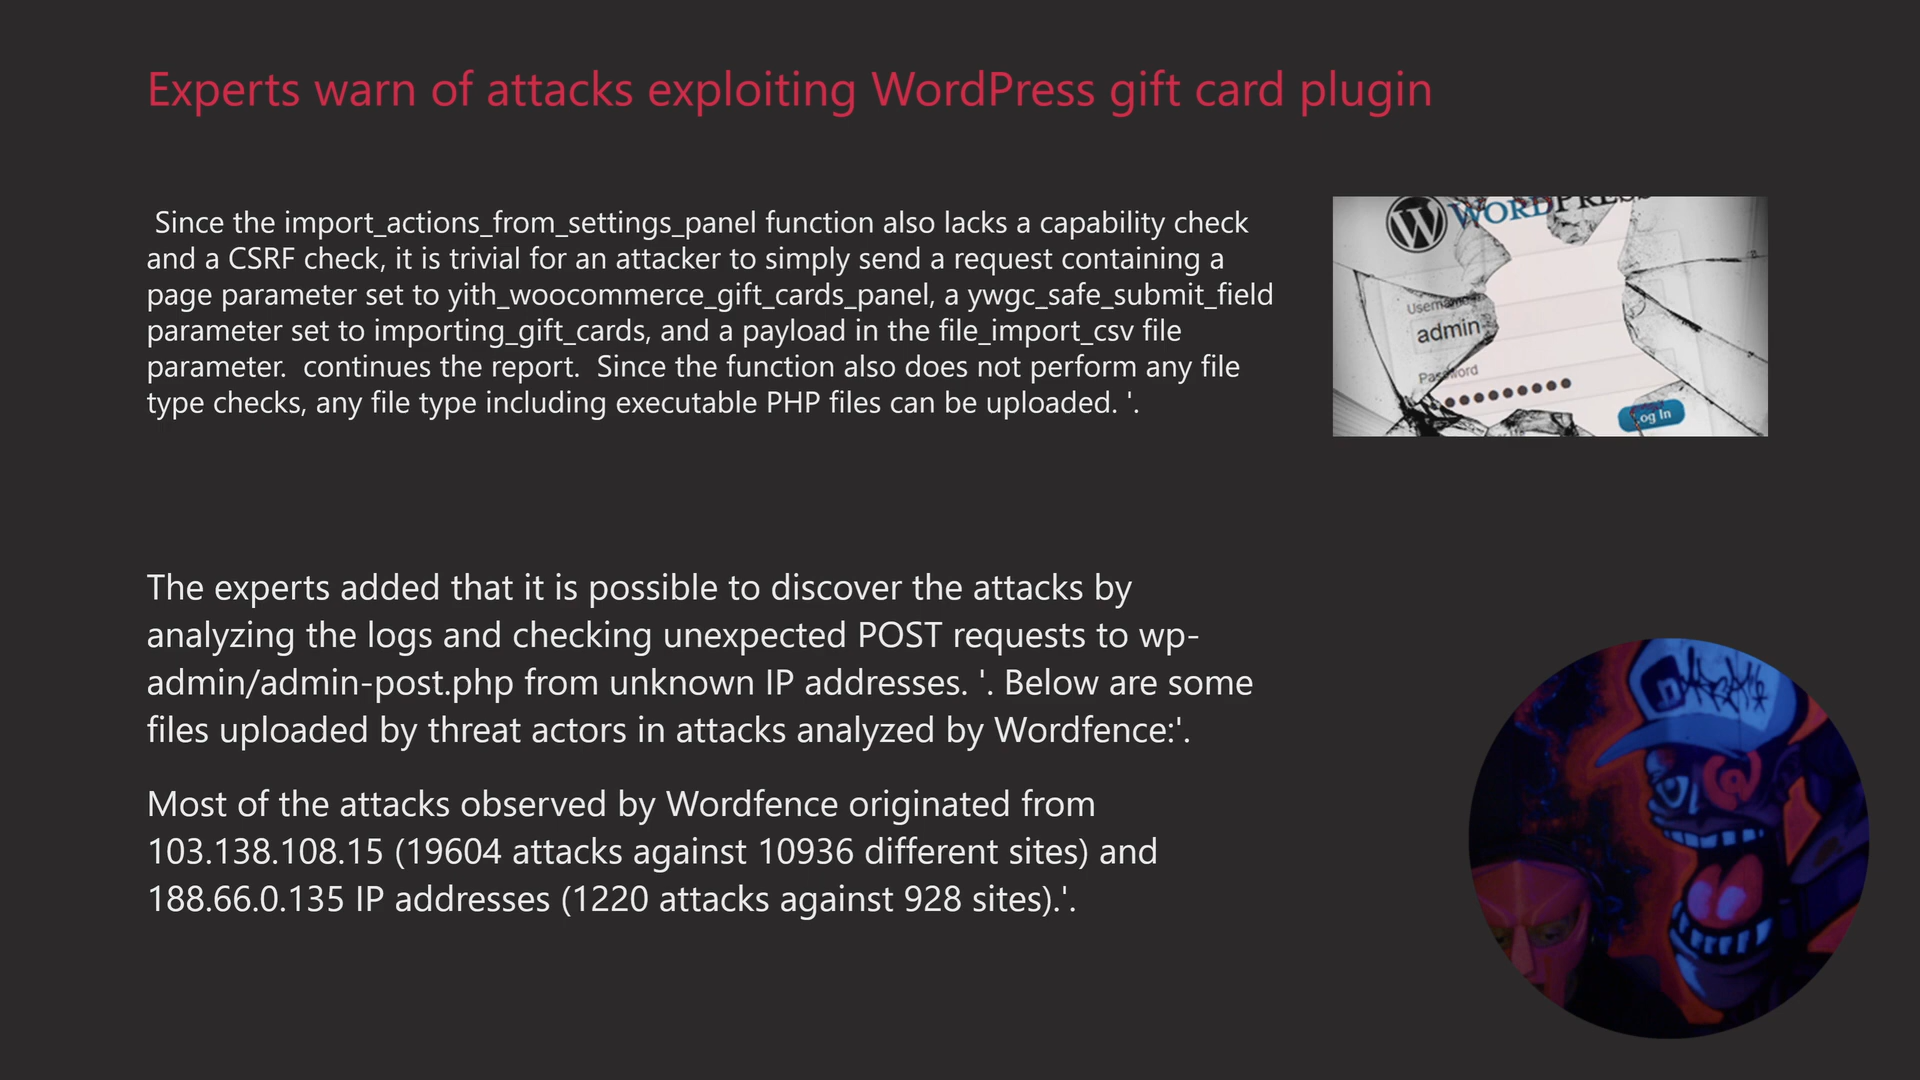 Experts warn of attacks exploiting WordPress gift card plugin
Since the import_actions_from_settings_panel function also lacks a capability check
and a CSRF check, it is trivial for an attacker to simply send a request containing a
page parameter set to yith_woocommerce_gift_cards_panel, a ywgc_safe_submit_field
parameter set to importing_gift_cards, and a payload in the file_import_csv file
parameter.  continues the report.  Since the function also does not perform any file
type checks, any file type including executable PHP files can be uploaded. '.
WORDPRESS
admin
Password
Log In
The experts added that it is possible to discover the attacks by
analyzing the logs and checking unexpected POST requests to wp-
admin/admin-post.php from unknown IP addresses. '. Below are some
files uploaded by threat actors in attacks analyzed by Wordfence:'.
Most of the attacks observed by Wordfence originated from
103.138.108.15 (19604 attacks against 10936 different sites) and
188.66.0.135 IP addresses (1220 attacks against 928 sites).'.